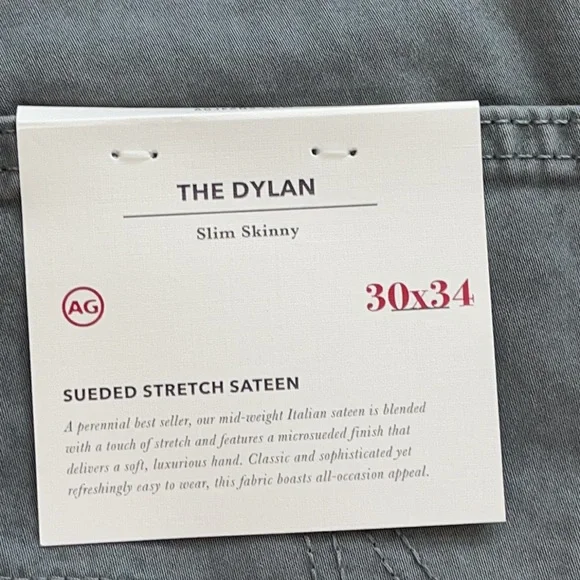 THE DYLAN
Slim Skinny
AG
30x34
SUEDED STRETCH SATEEN
A perennial best seller, our mid-weight Italian sateen is blended
with a touch of stretch and features a microsueded finish that
delivers a soft, luxurious hand. Classic and sophisticated yet
refreshingly easy to wear, this fabric boasts all-occasion appeal.